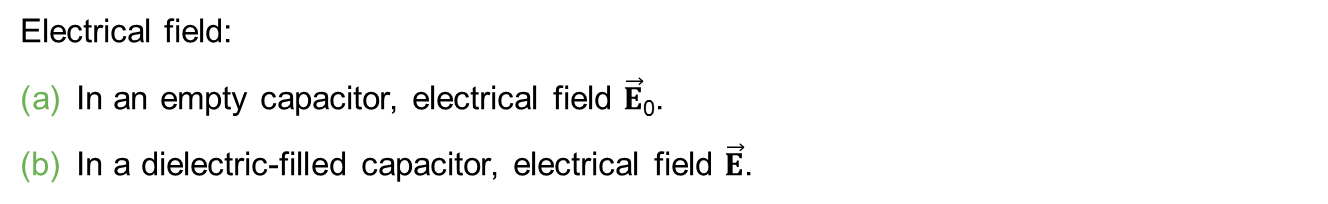 Electrical field:
(a) In an empty capacitor, electrical field E⃗₀.
(b) In a dielectric-filled capacitor, electrical field E⃗.